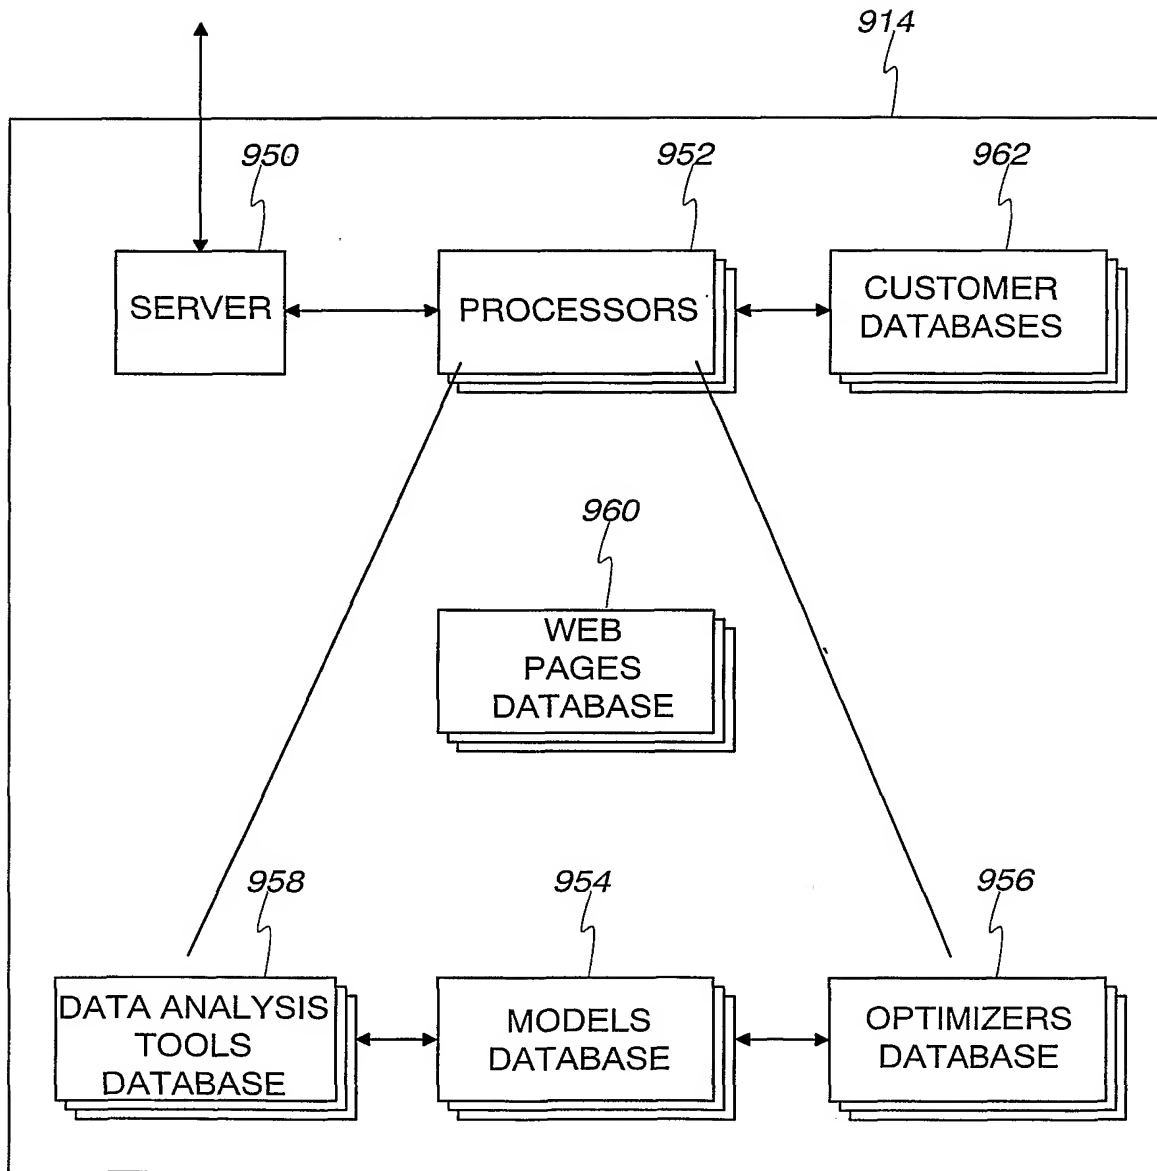 914
950
952
962
SERVER
PROCESSORS
CUSTOMER
DATABASES
960
WEB
PAGES
DATABASE
958
954
956
DATA ANALYSIS
TOOLS
DATABASE
MODELS
DATABASE
OPTIMIZERS
DATABASE